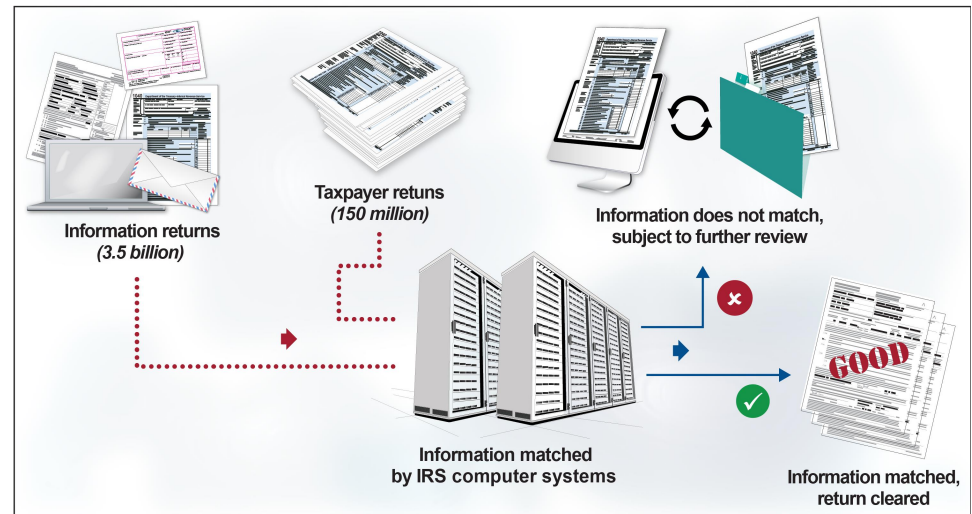 Information returns
(3.5 billion)
Taxpayer retuns
(150 million)
Information does not match,
subject to further review
Information matched
by IRS computer systems
GOOD
Information matched,
return cleared